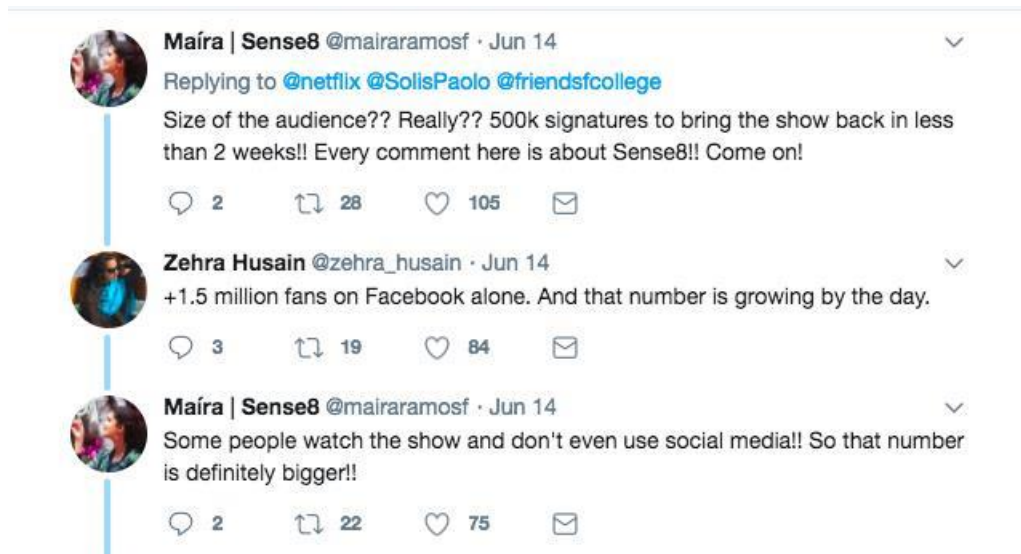 Maíra | Sense8 @mairaramosf · Jun 14
Replying to @netflix @SolisPaolo @friendsfcollege
Size of the audience?? Really?? 500k signatures to bring the show back in less
than 2 weeks!! Every comment here is about Sense8!! Come on!
2 28 105
Zehra Husain @zehra_husain · Jun 14
+1.5 million fans on Facebook alone. And that number is growing by the day.
3 19 84
Maíra | Sense8 @mairaramosf · Jun 14
Some people watch the show and don't even use social media!! So that number
is definitely bigger!!
2 22 75